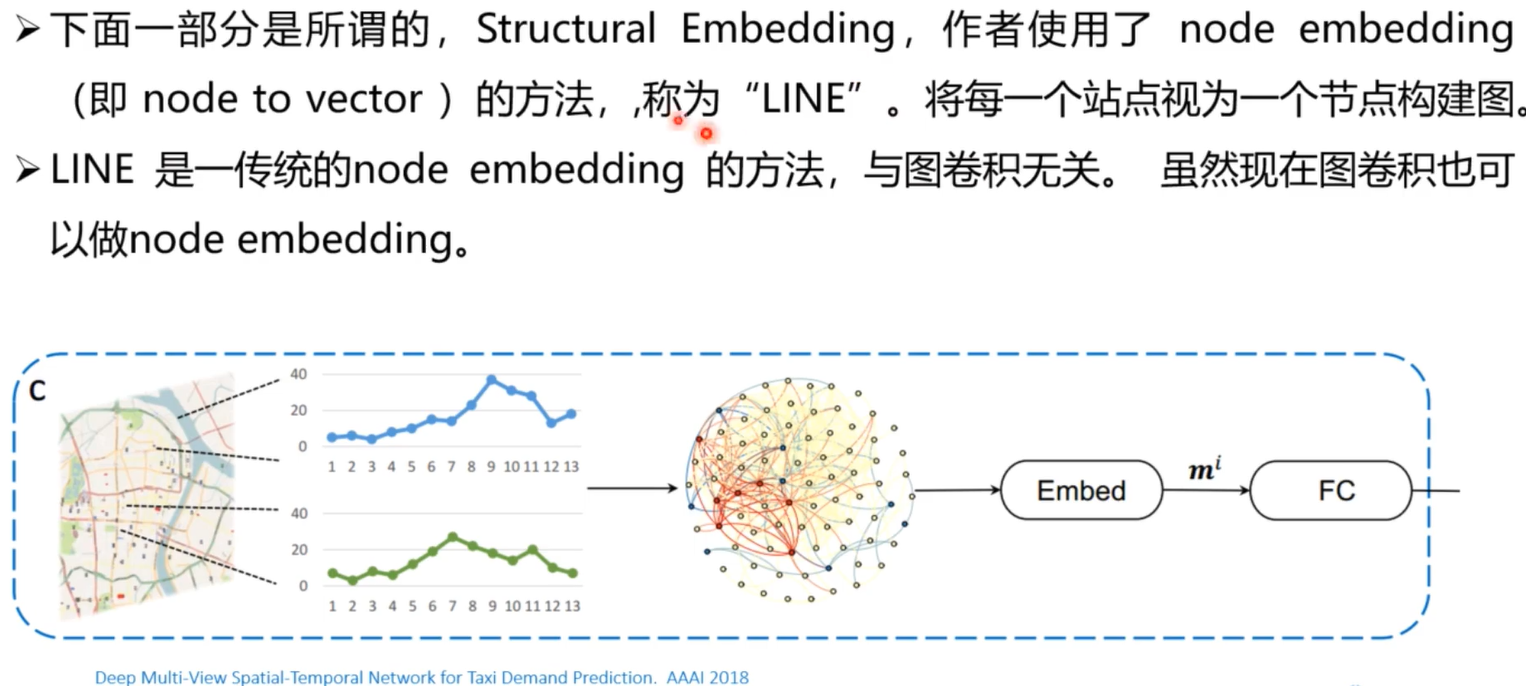 ➢下面一部分是所谓的，Structural Embedding，作者使用了 node embedding
（即 node to vector ）的方法，,称为“LINE”。将每一个站点视为一个节点构建图。
➢LINE 是一传统的node embedding 的方法，与图卷积无关。 虽然现在图卷积也可
以做node embedding。
C
40
20
0
1 2 3 4 5 6 7 8 9 10 11 12 13
40
20
0
1 2 3 4 5 6 7 8 9 10 11 12 13
Embed
mⁱ
FC
Deep Multi-View Spatial-Temporal Network for Taxi Demand Prediction. AAAI 2018